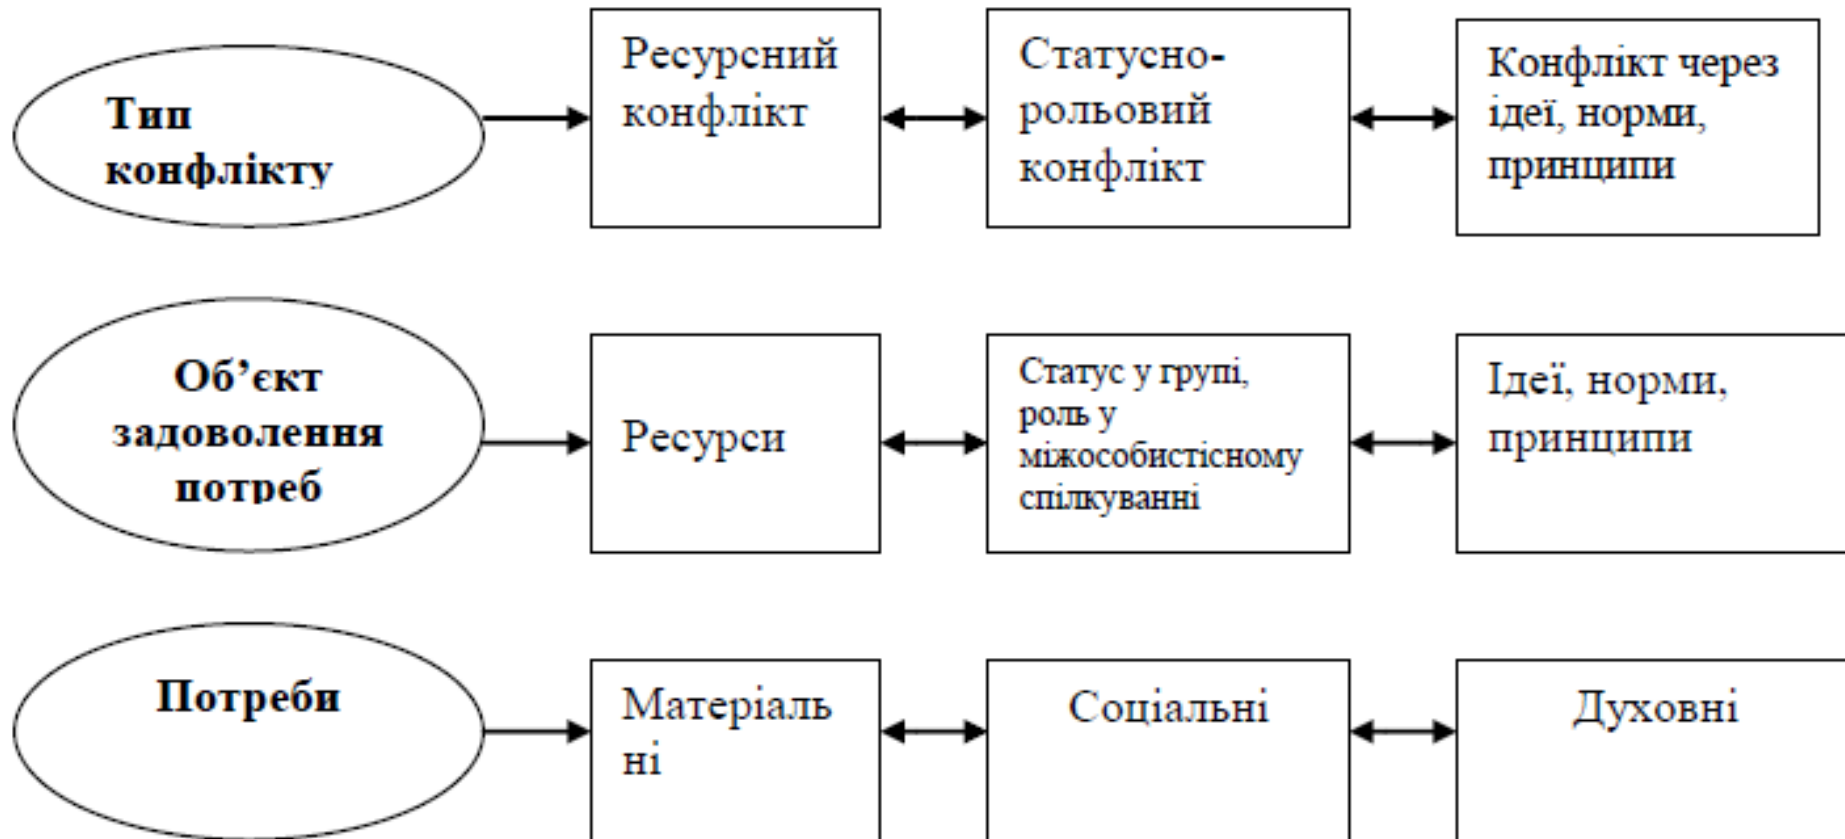 Тип
конфлікту
Ресурсний
конфлікт
Статусно-
рольовий
конфлікт
Конфлікт через
ідеї, норми,
принципи
Об’єкт
задоволення
потреб
Ресурси
Статус у групі,
роль у
міжособистісному
спілкуванні
Ідеї, норми,
принципи
Потреби
Матеріаль
ні
Соціальні
Духовні